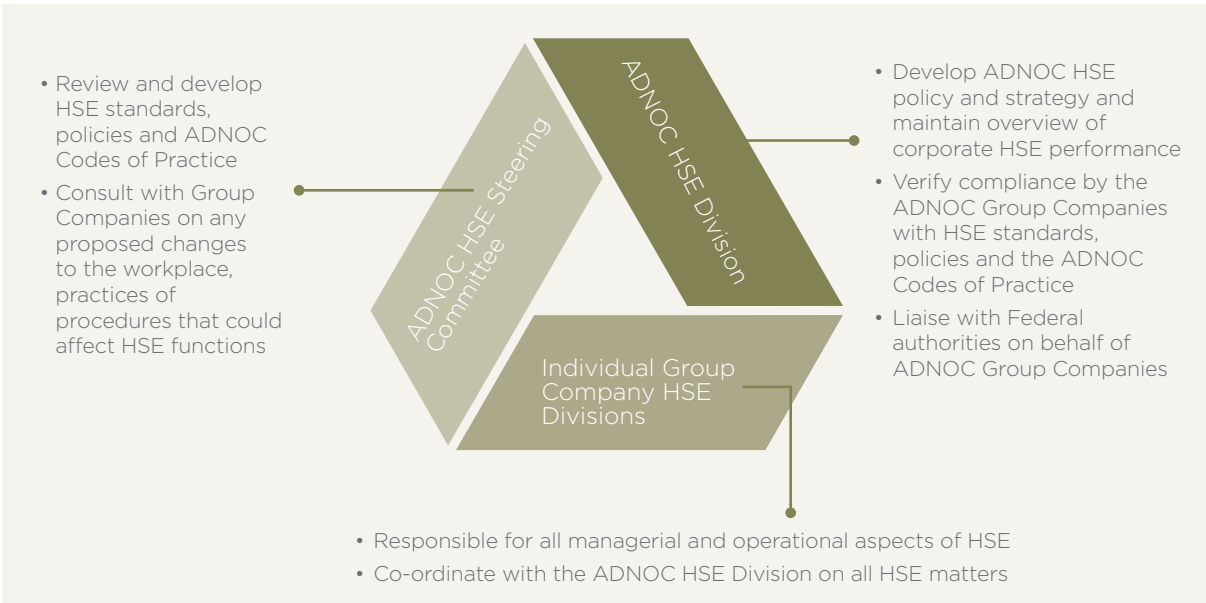 • Review and develop
HSE standards,
policies and ADNOC
Codes of Practice
• Consult with Group
Companies on any
proposed changes
to the workplace,
practices of
procedures that could
affect HSE functions
ADNOC HSE Steering
Committee
ADNOC HSE Division
• Develop ADNOC HSE
policy and strategy and
maintain overview of
corporate HSE performance
• Verify compliance by the
ADNOC Group Companies
with HSE standards,
policies and the ADNOC
Codes of Practice
• Liaise with Federal
authorities on behalf of
ADNOC Group Companies
Individual Group
Company HSE
Divisions
• Responsible for all managerial and operational aspects of HSE
• Co-ordinate with the ADNOC HSE Division on all HSE matters